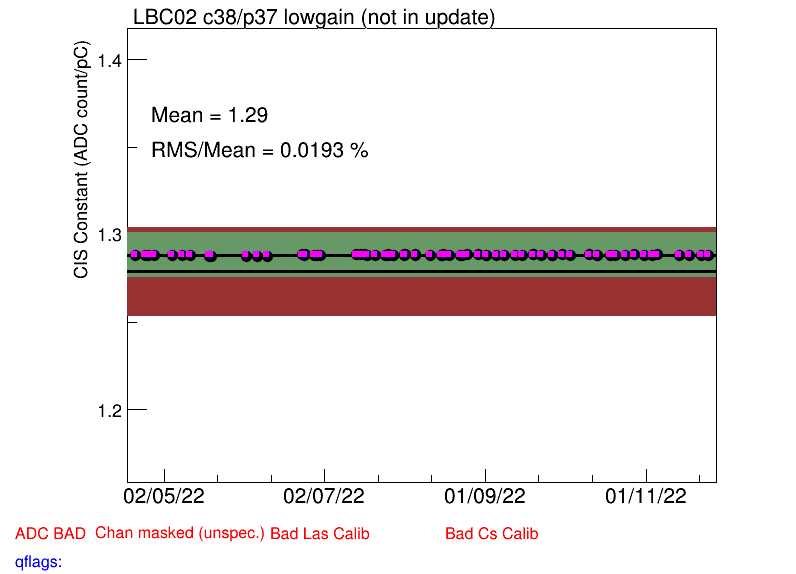 LBC02 c38/p37 lowgain (not in update)
CIS Constant (ADC count/pC)
1.4
Mean = 1.29
RMS/Mean = 0.0193 %
1.3
1.2
02/05/22 02/07/22 01/09/22 01/11/22
ADC BAD Chan masked (unspec.) Bad Las Calib Bad Cs Calib
qflags: